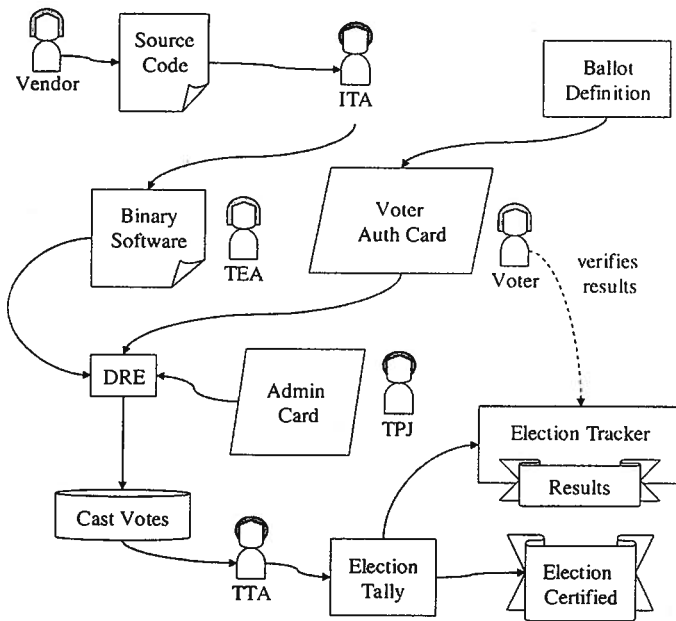 Source
Code
Vendor
ITA
Ballot
Definition
Binary
Software
TEA
Voter
Auth Card
Voter
verifies
results
DRE
Admin
Card
TPJ
Election Tracker
Results
Cast Votes
TTA
Election
Tally
Election
Certified